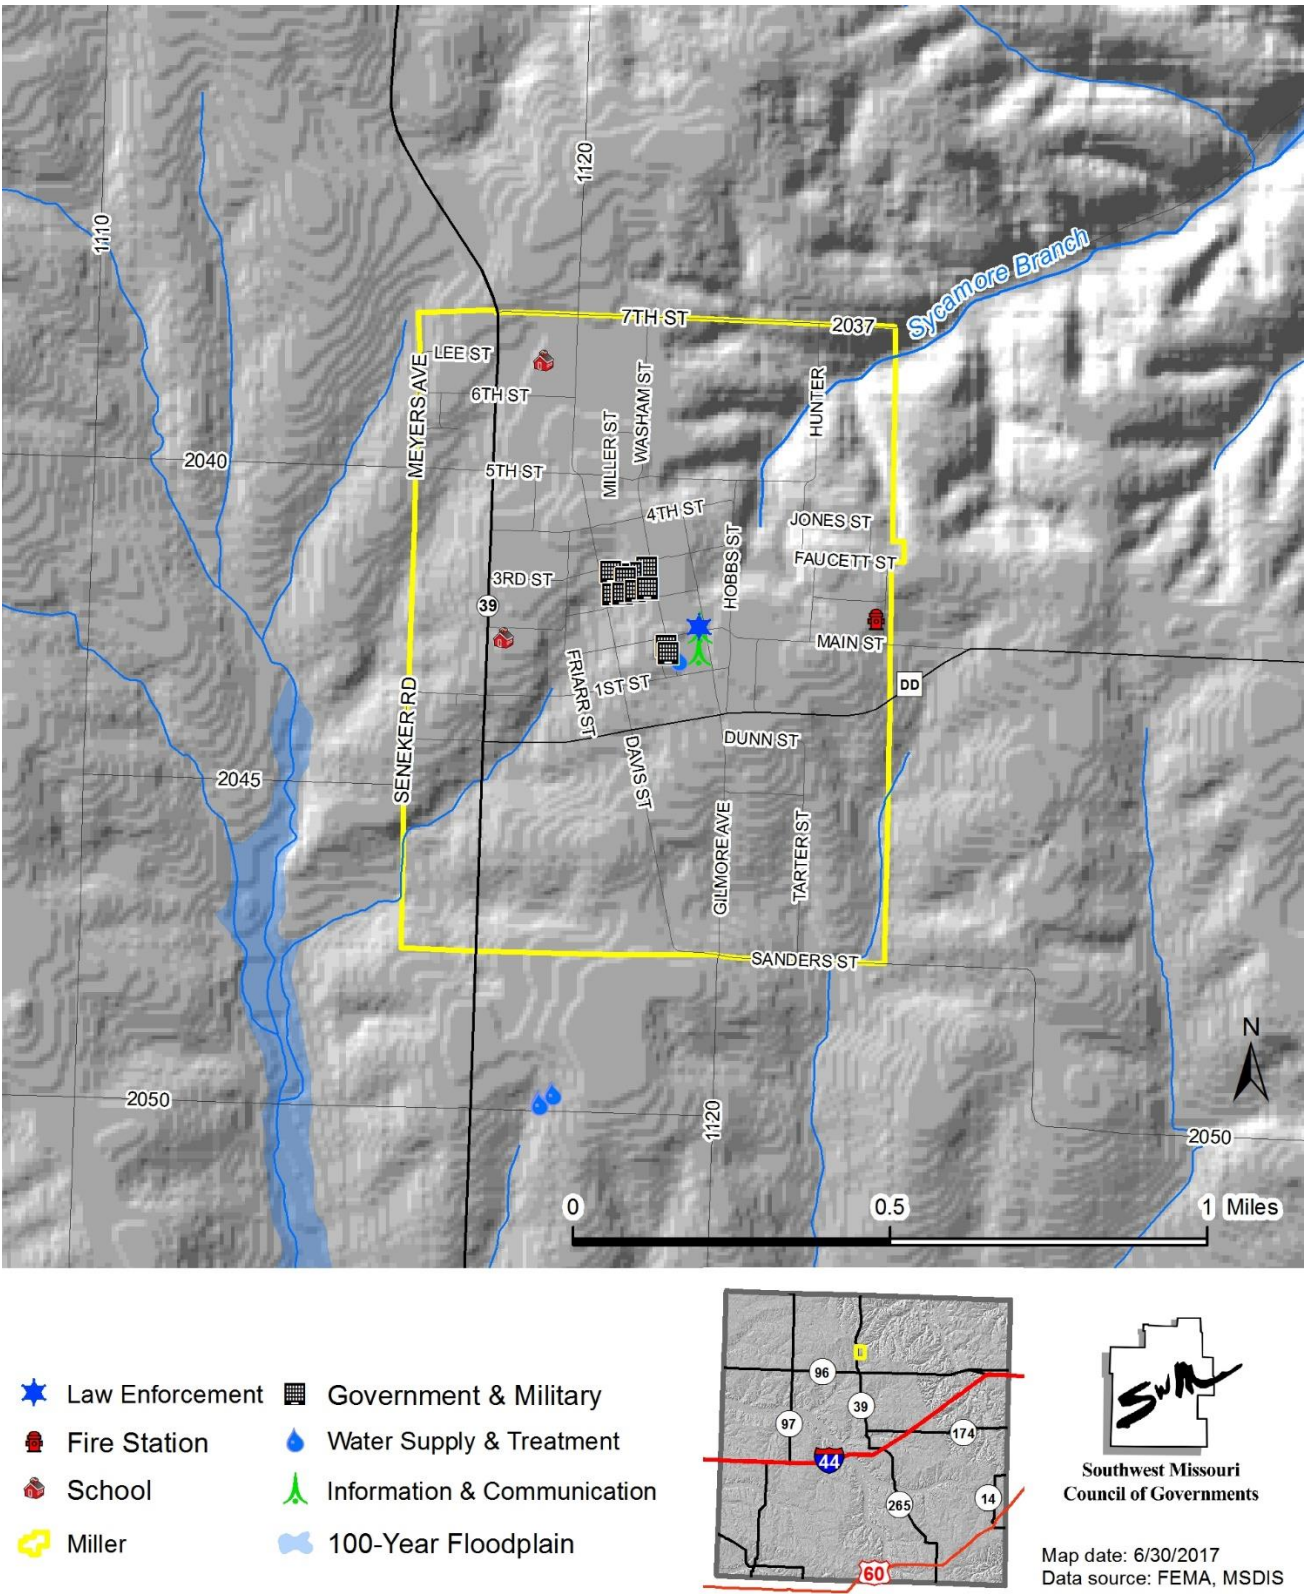 1120
1110
Sycamore Branch
7TH ST
2037
LEE ST
MEYERS AVE
6TH ST
WASHAM ST
HUNTER
MILLER ST
2040
5TH ST
4TH ST
JONES ST
HOBBS ST
FAUCETT ST
3RD ST
39
MAIN ST
FRIARR ST
1ST ST
DD
SENEKER RD
DUNN ST
DAVIS ST
2045
GILMORE AVE
TARTER ST
SANDERS ST
N
2050
1120
2050
0
0.5
1 Miles
Law Enforcement
Fire Station
School
Miller
Government & Military
Water Supply & Treatment
Information & Communication
100-Year Floodplain
96
39
97
174
44
265
14
60
SWM
Southwest Missouri
Council of Governments
Map date: 6/30/2017
Data source: FEMA, MSDIS